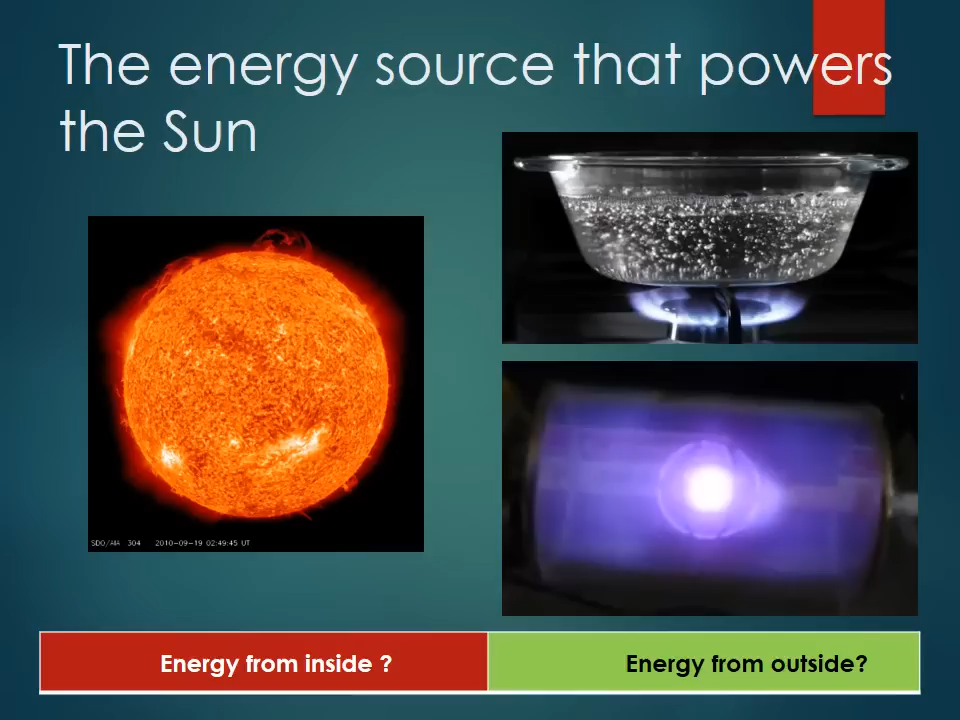 The energy source that powers
the Sun
SDO/AIA 304 2010-09-19 02:49:45 UT
Energy from inside ?
Energy from outside?